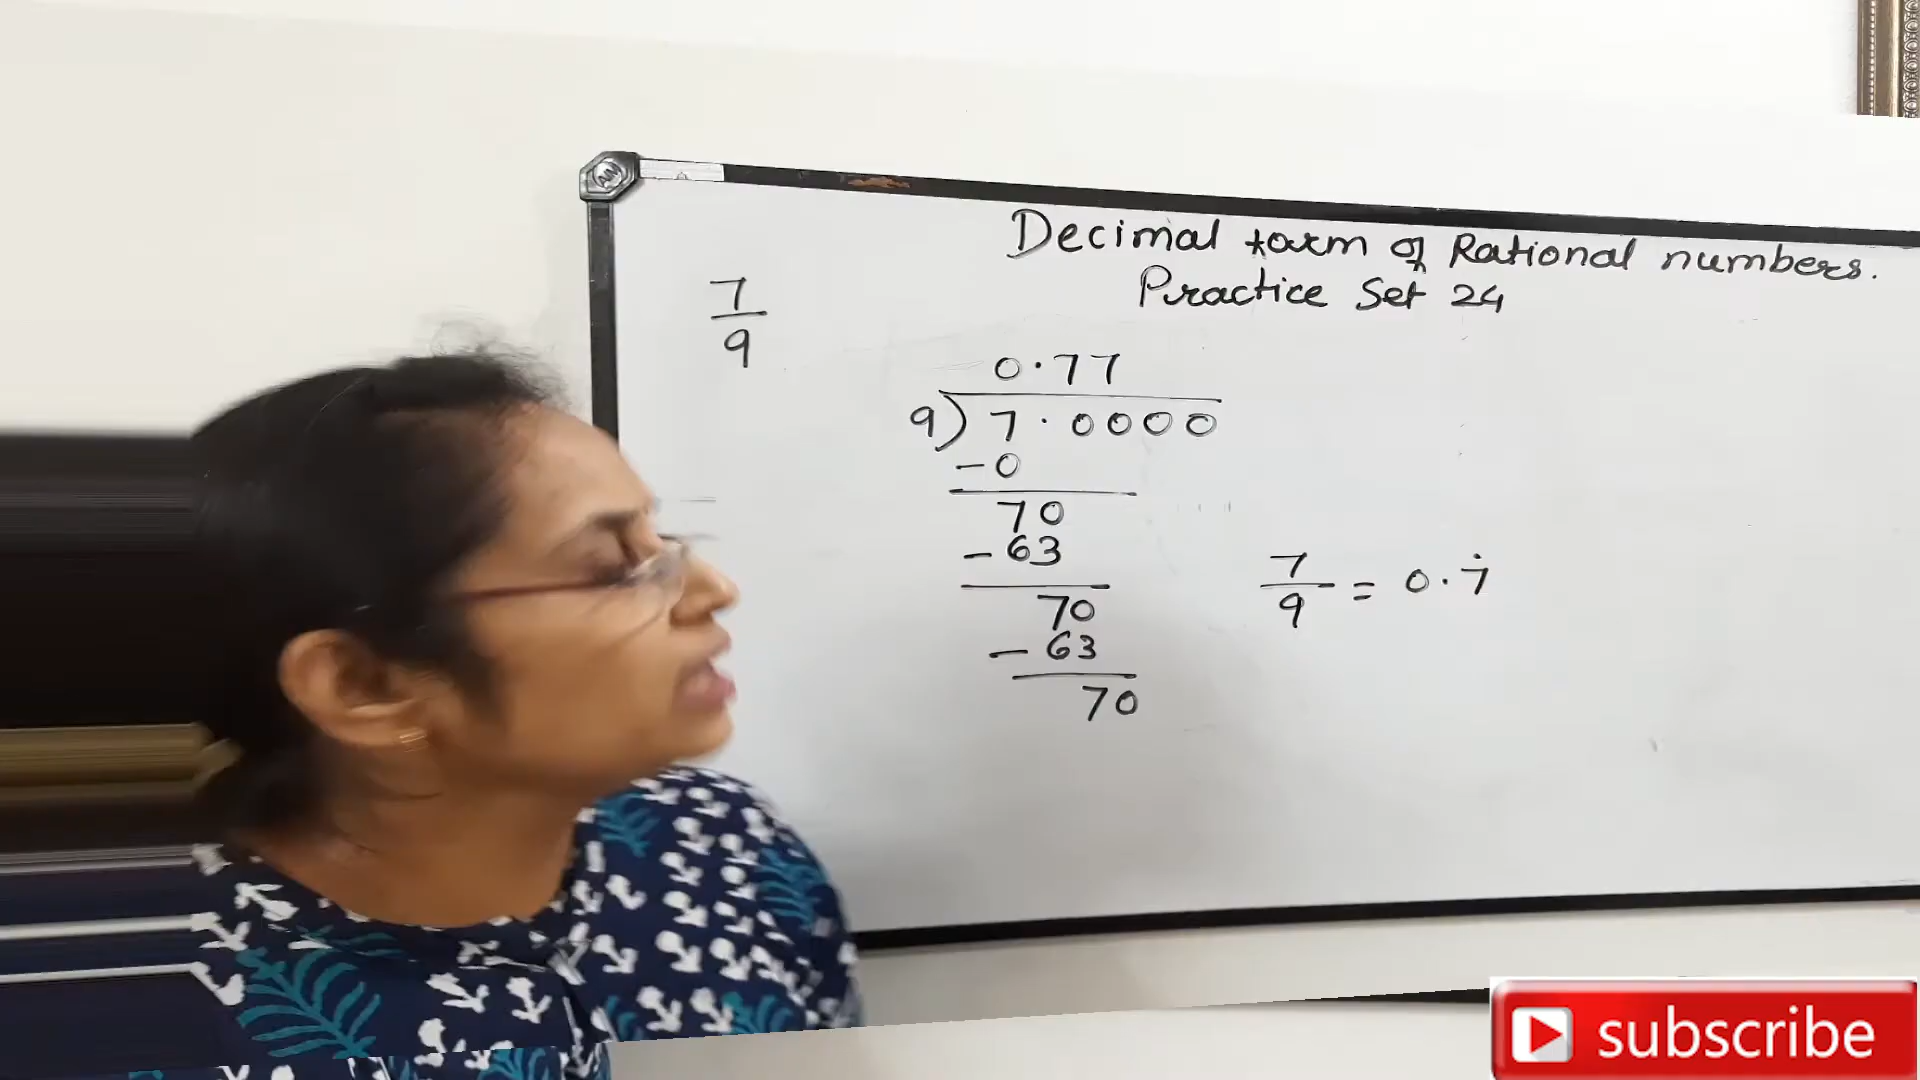 Decimal form of Rational numbers.
Practice Set 24
7
9
0.77
9) 7.0000
-0
70
-63
70
-63
70
7/9 = 0.7̇
AIN
subscribe